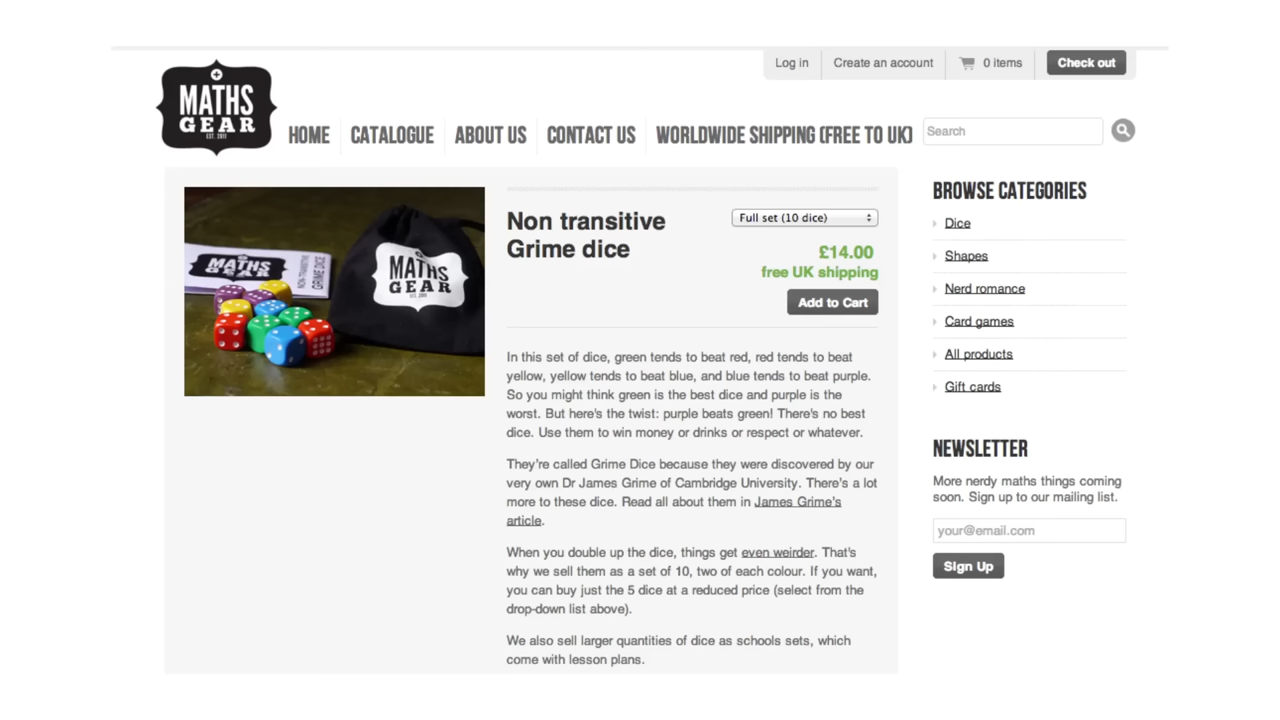 Log in
Create an account
0 items
Check out
MATHS
GEAR
EST. 2011
HOME
CATALOGUE
ABOUT US
CONTACT US
WORLDWIDE SHIPPING (FREE TO UK)
Search
MATHS
GEAR
NON-TRANSITIVE
GRIME DICE
MATHS
GEAR
Non transitive
Grime dice
Full set (10 dice)
£14.00
free UK shipping
Add to Cart
In this set of dice, green tends to beat red, red tends to beat
yellow, yellow tends to beat blue, and blue tends to beat purple.
So you might think green is the best dice and purple is the
worst. But here's the twist: purple beats green! There's no best
dice. Use them to win money or drinks or respect or whatever.
They're called Grime Dice because they were discovered by our
very own Dr James Grime of Cambridge University. There's a lot
more to these dice. Read all about them in James Grime's
article.
When you double up the dice, things get even weirder. That's
why we sell them as a set of 10, two of each colour. If you want,
you can buy just the 5 dice at a reduced price (select from the
drop-down list above).
We also sell larger quantities of dice as schools sets, which
come with lesson plans.
BROWSE CATEGORIES
Dice
Shapes
Nerd romance
Card games
All products
Gift cards
NEWSLETTER
More nerdy maths things coming
soon. Sign up to our mailing list.
your@email.com
Sign Up